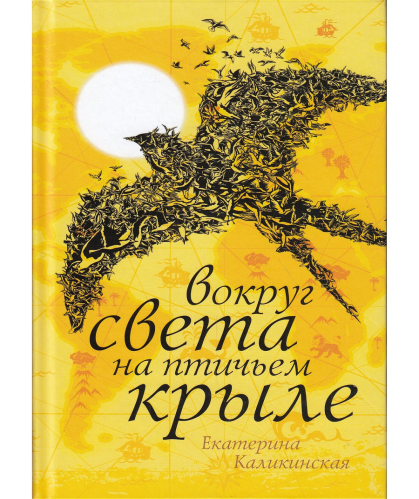 вокруг
света
на птичьем
крыле
Екатерина
Каликинская